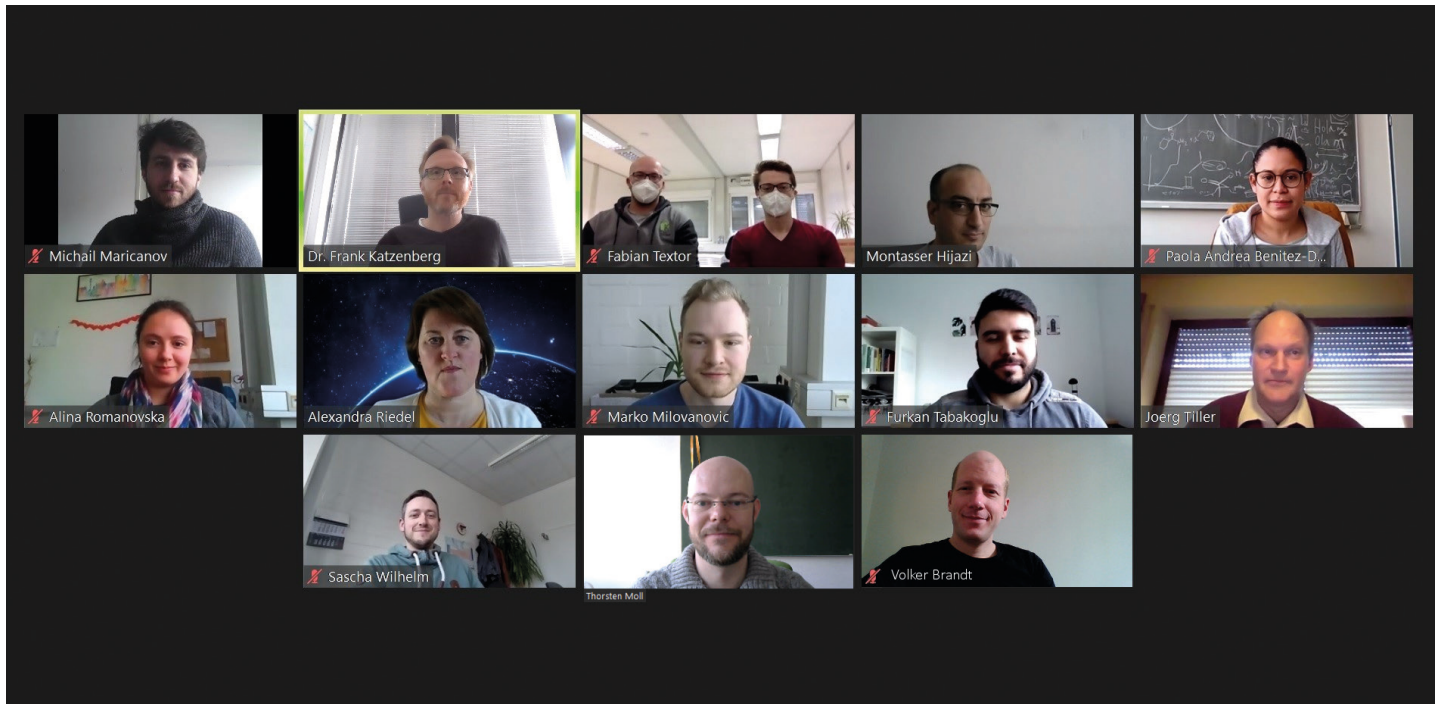 Michail Maricanov
Dr. Frank Katzenberg
Fabian Textor
Montasser Hijazi
Paola Andrea Benitez-D...
Hola
Alina Romanovska
Alexandra Riedel
Marko Milovanovic
Furkan Tabakoglu
Joerg Tiller
Sascha Wilhelm
Thorsten Moll
Volker Brandt